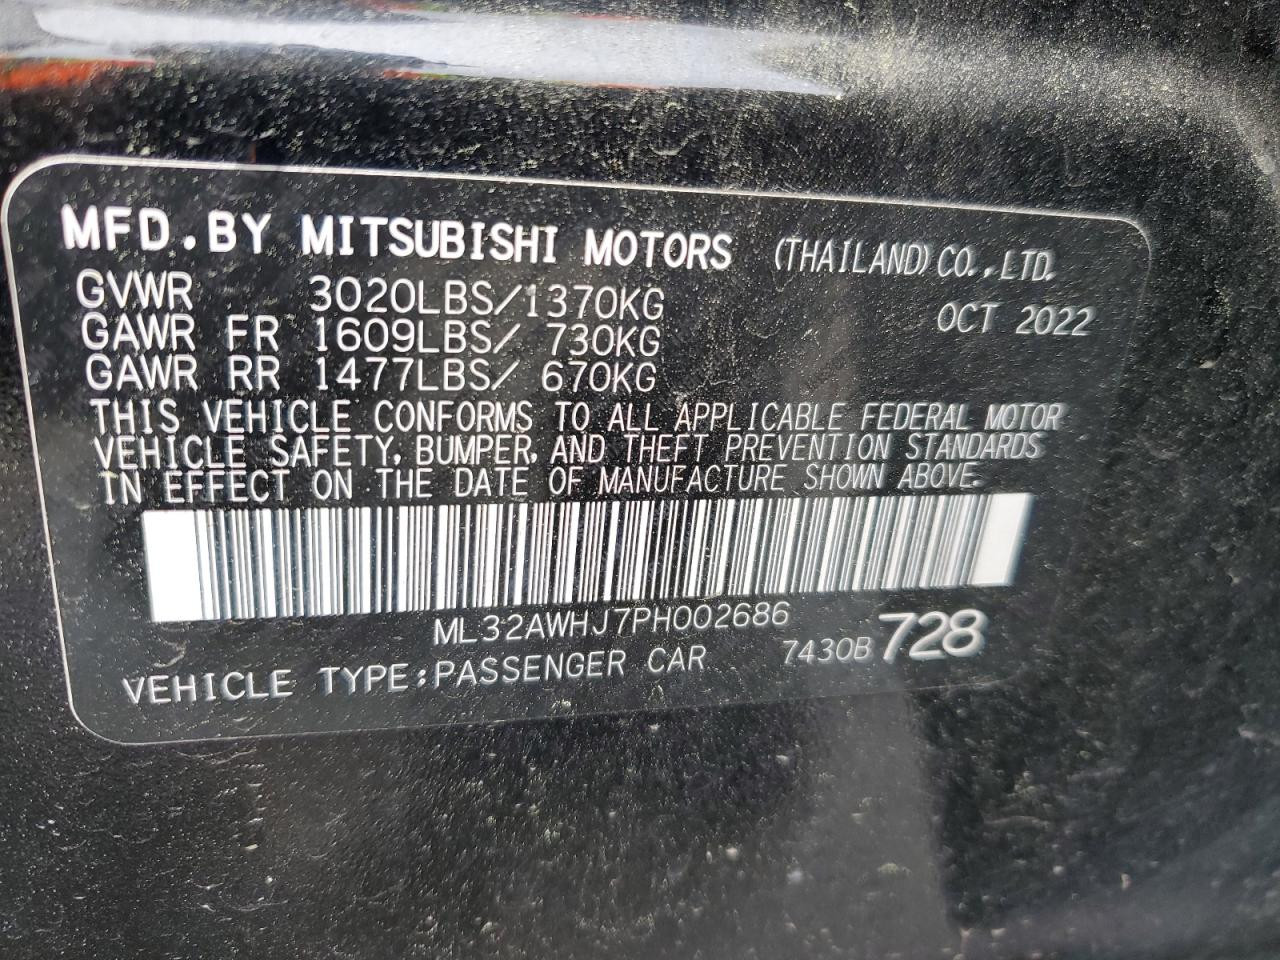 MFD.BY MITSUBISHI MOTORS (THAILAND) CO.,LTD.
GVWR 3020LBS/1370KG OCT 2022
GAWR FR 1609LBS/ 730KG
GAWR RR 1477LBS/ 670KG
THIS VEHICLE CONFORMS TO ALL APPLICABLE FEDERAL MOTOR
VEHICLE SAFETY, BUMPER, AND THEFT PREVENTION STANDARDS
IN EFFECT ON THE DATE OF MANUFACTURE SHOWN ABOVE.
ML32AWHJ7PH002686
VEHICLE TYPE:PASSENGER CAR 7430B 728